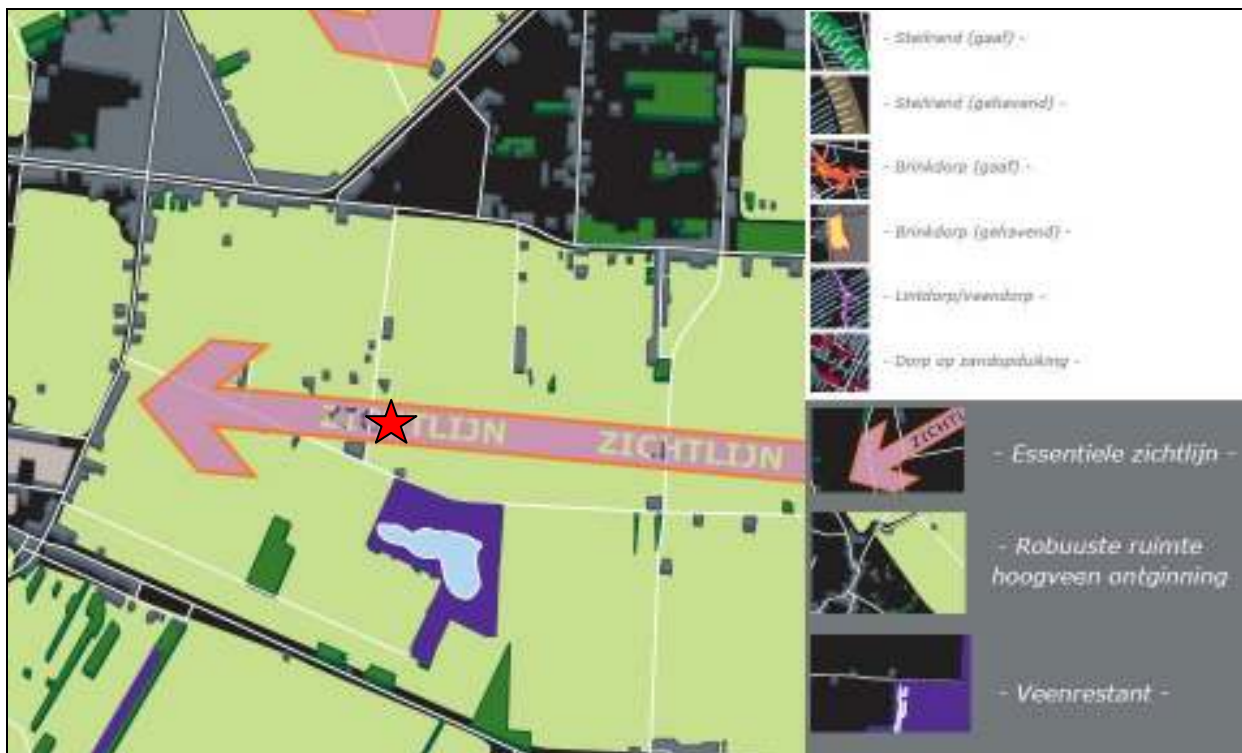 ZICHTLIJN ZICHTLIJN
- Steilrand (gaaf) -
- Steilrand (gehavend) -
- Brinkdorp (gaaf) -
- Brinkdorp (gehavend) -
- Lintdorp/veendorp -
- Dorp op zandopduiking -
ZICHTL
- Essentiele zichtlijn -
- Robuuste ruimte
hoogveen ontginning
- Veenrestant -